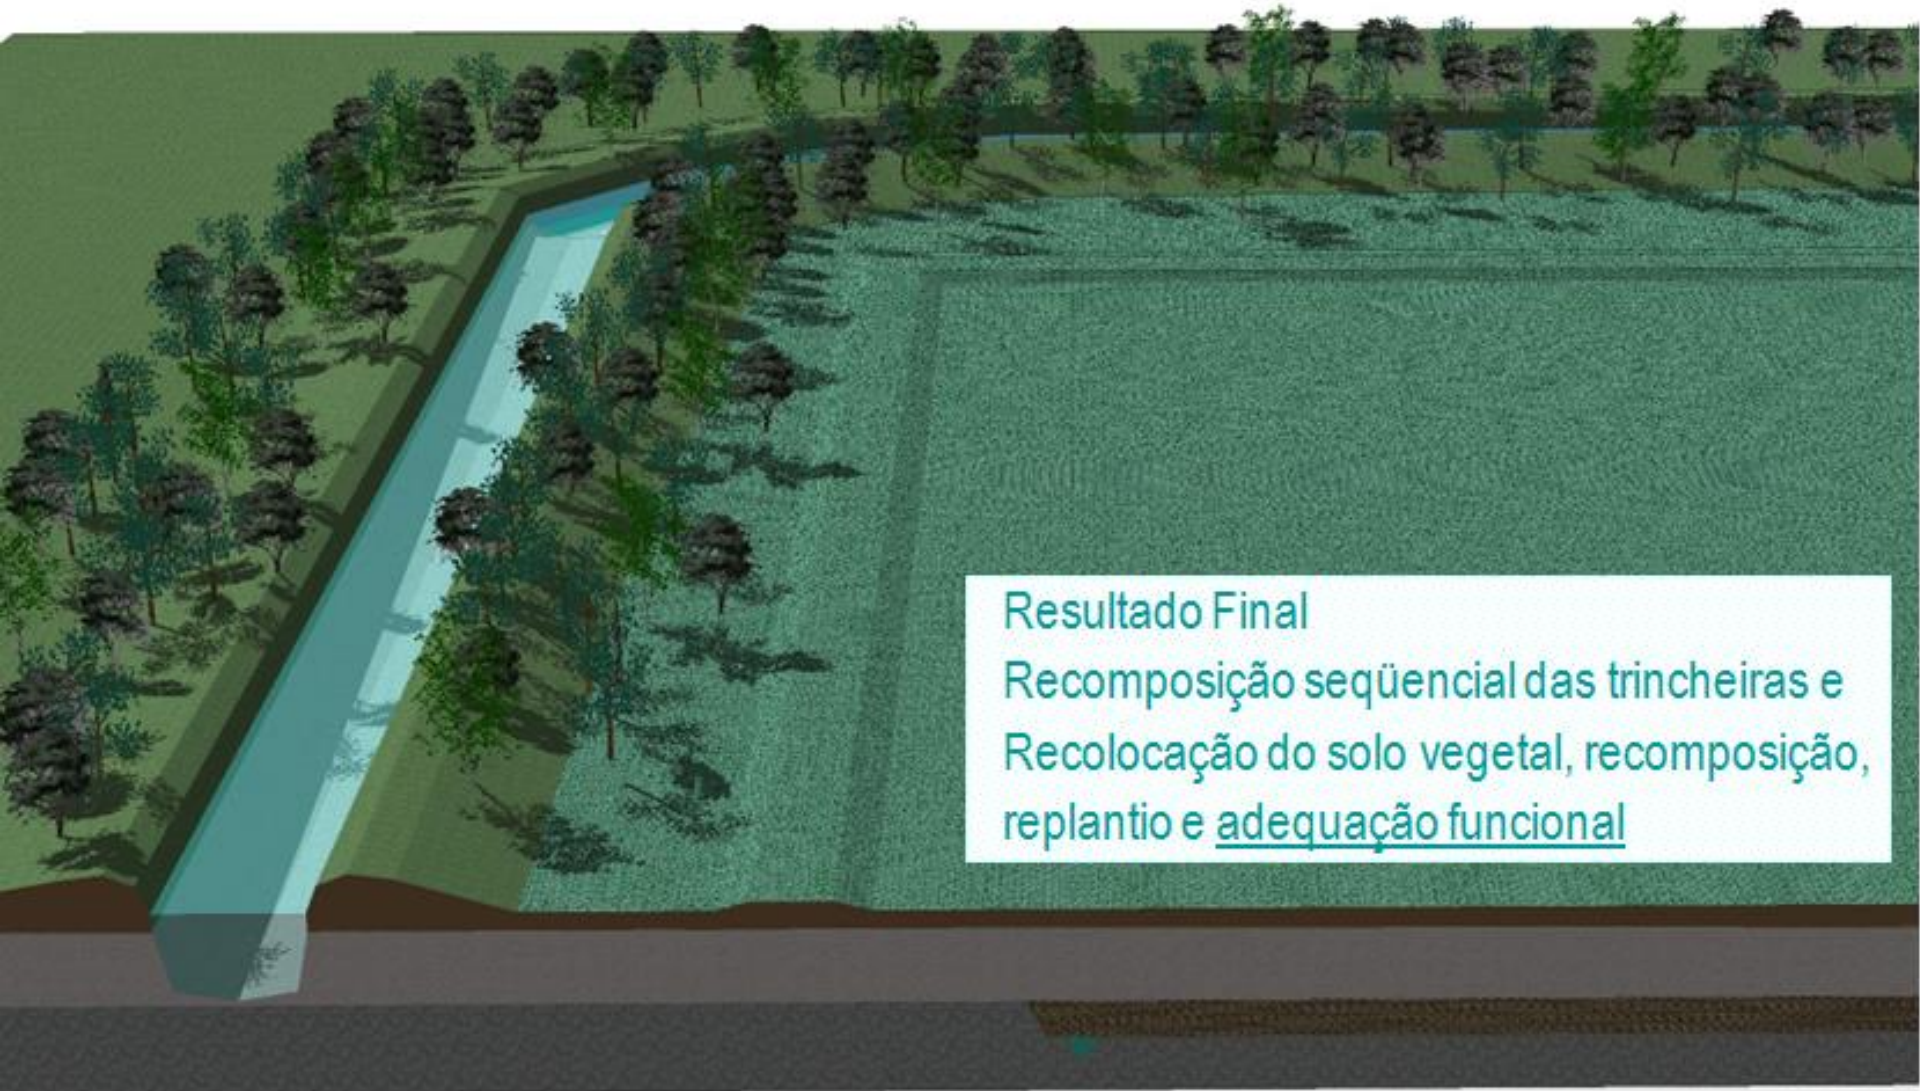 Resultado Final
Recomposição seqüencial das trincheiras e
Recolocação do solo vegetal, recomposição,
replantio e adequação funcional